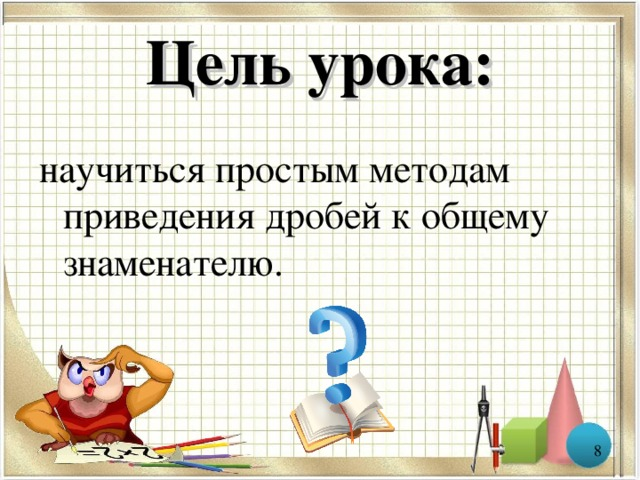 Цель урока:
научиться простым методам
приведения дробей к общему
знаменателю.
8